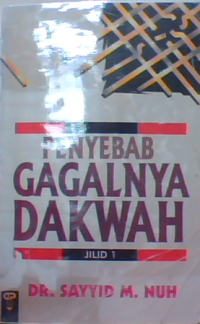 PENYEBAB
GAGALNYA
DAKWAH
JILID 1
DR. SAYYID M. NUH